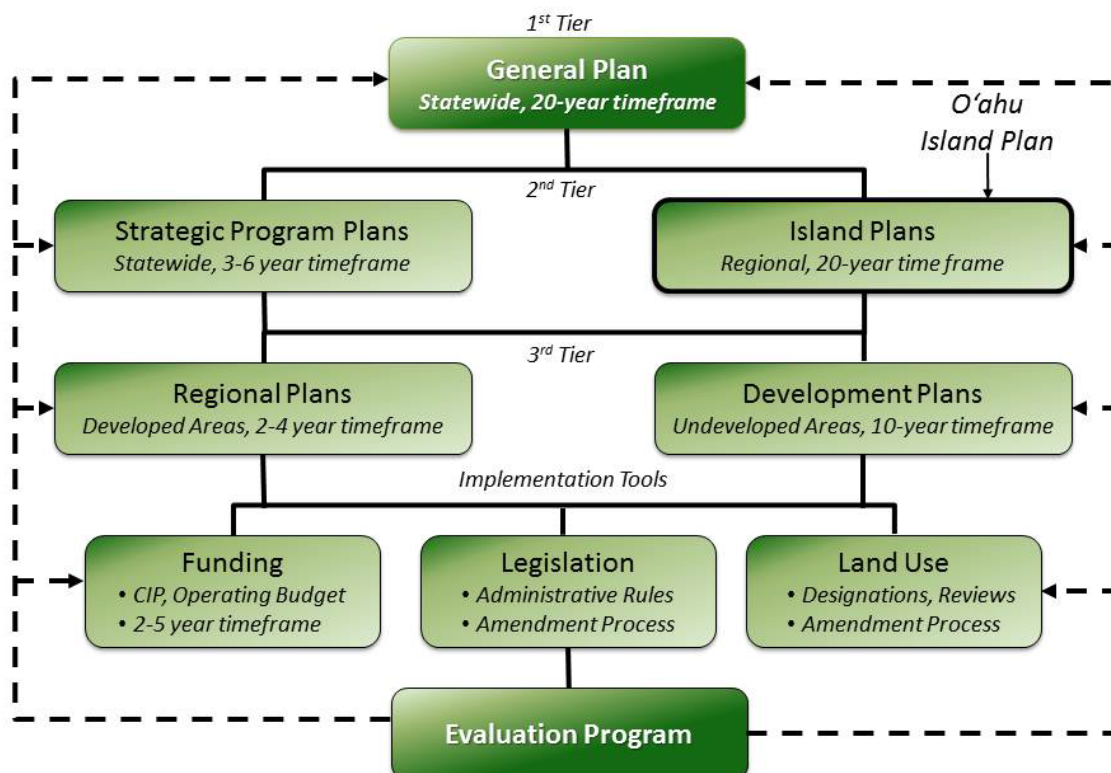 1st Tier
General Plan
Statewide, 20-year timeframe
Oʻahu
Island Plan
2nd Tier
Strategic Program Plans
Statewide, 3-6 year timeframe
Island Plans
Regional, 20-year time frame
3rd Tier
Regional Plans
Developed Areas, 2-4 year timeframe
Development Plans
Undeveloped Areas, 10-year timeframe
Implementation Tools
Funding
• CIP, Operating Budget
• 2-5 year timeframe
Legislation
• Administrative Rules
• Amendment Process
Land Use
• Designations, Reviews
• Amendment Process
Evaluation Program